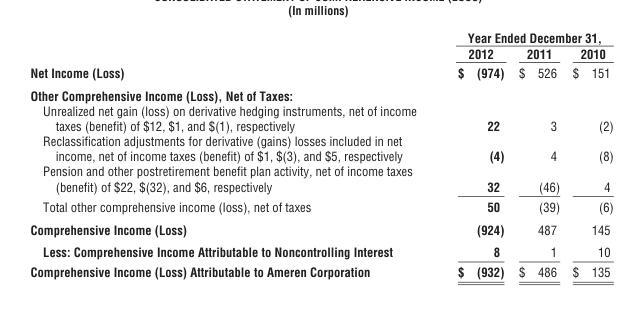 (In millions)
Year Ended December 31,
2012 2011 2010
Net Income (Loss) $ (974) $ 526 $ 151
Other Comprehensive Income (Loss), Net of Taxes:
Unrealized net gain (loss) on derivative hedging instruments, net of income
taxes (benefit) of $12, $1, and $(1), respectively 22 3 (2)
Reclassification adjustments for derivative (gains) losses included in net
income, net of income taxes (benefit) of $1, $(3), and $5, respectively (4) 4 (8)
Pension and other postretirement benefit plan activity, net of income taxes
(benefit) of $22, $(32), and $6, respectively 32 (46) 4
Total other comprehensive income (loss), net of taxes 50 (39) (6)
Comprehensive Income (Loss) (924) 487 145
Less: Comprehensive Income Attributable to Noncontrolling Interest 8 1 10
Comprehensive Income (Loss) Attributable to Ameren Corporation $ (932) $ 486 $ 135